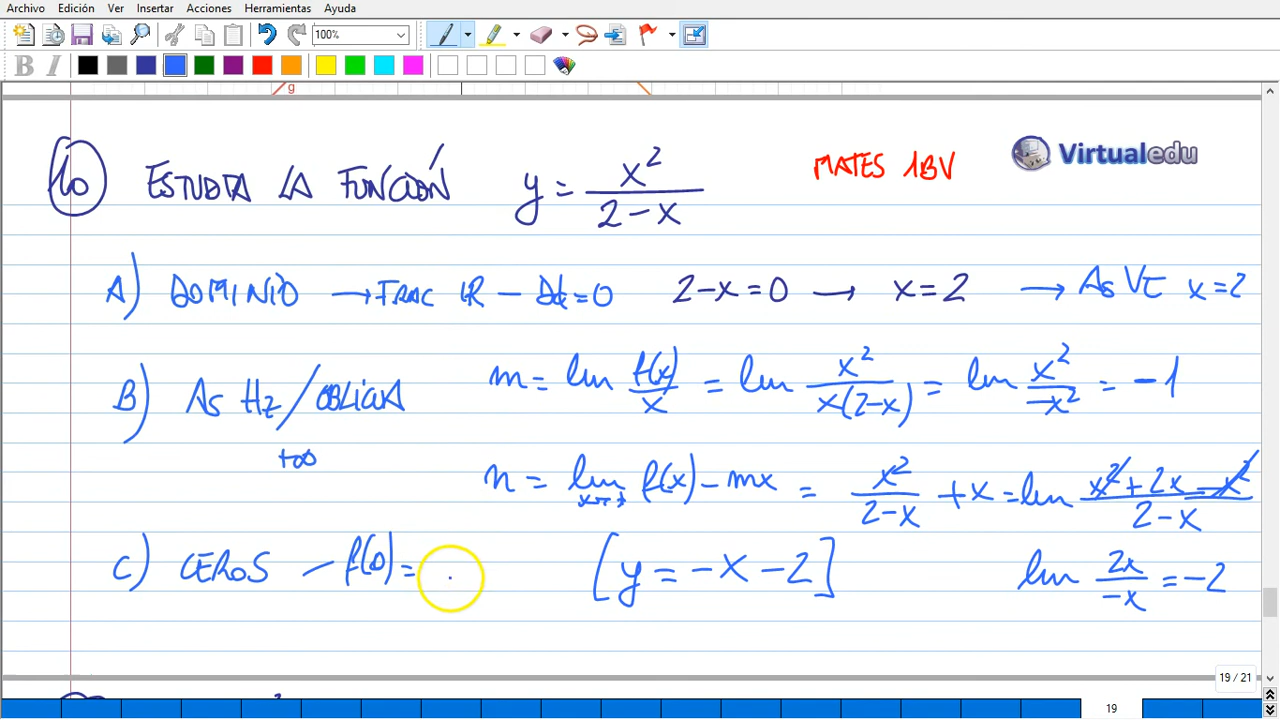 Archivo Edición Ver Insertar Acciones Herramientas Ayuda
100%
B I
g
10 ESTUDIA LA FUNCIÓN y = x² / (2 - x) MATES 1BV Virtualedu
A) DOMINIO → FRAC IR - Dd = 0 2 - x = 0 → x = 2 → As VT x = 2
B) As Hz / OBLICUA m = lim f(x)/x = lim x² / x(2-x) = lim x² / -x² = -1
+∞
n = lim x→ f(x) - mx = x² / (2 - x) + x = lim (x² + 2x - x²) / (2 - x)
C) CEROS - f(0) = [y = -x - 2] lim 2x / -x = -2
19 / 21
19